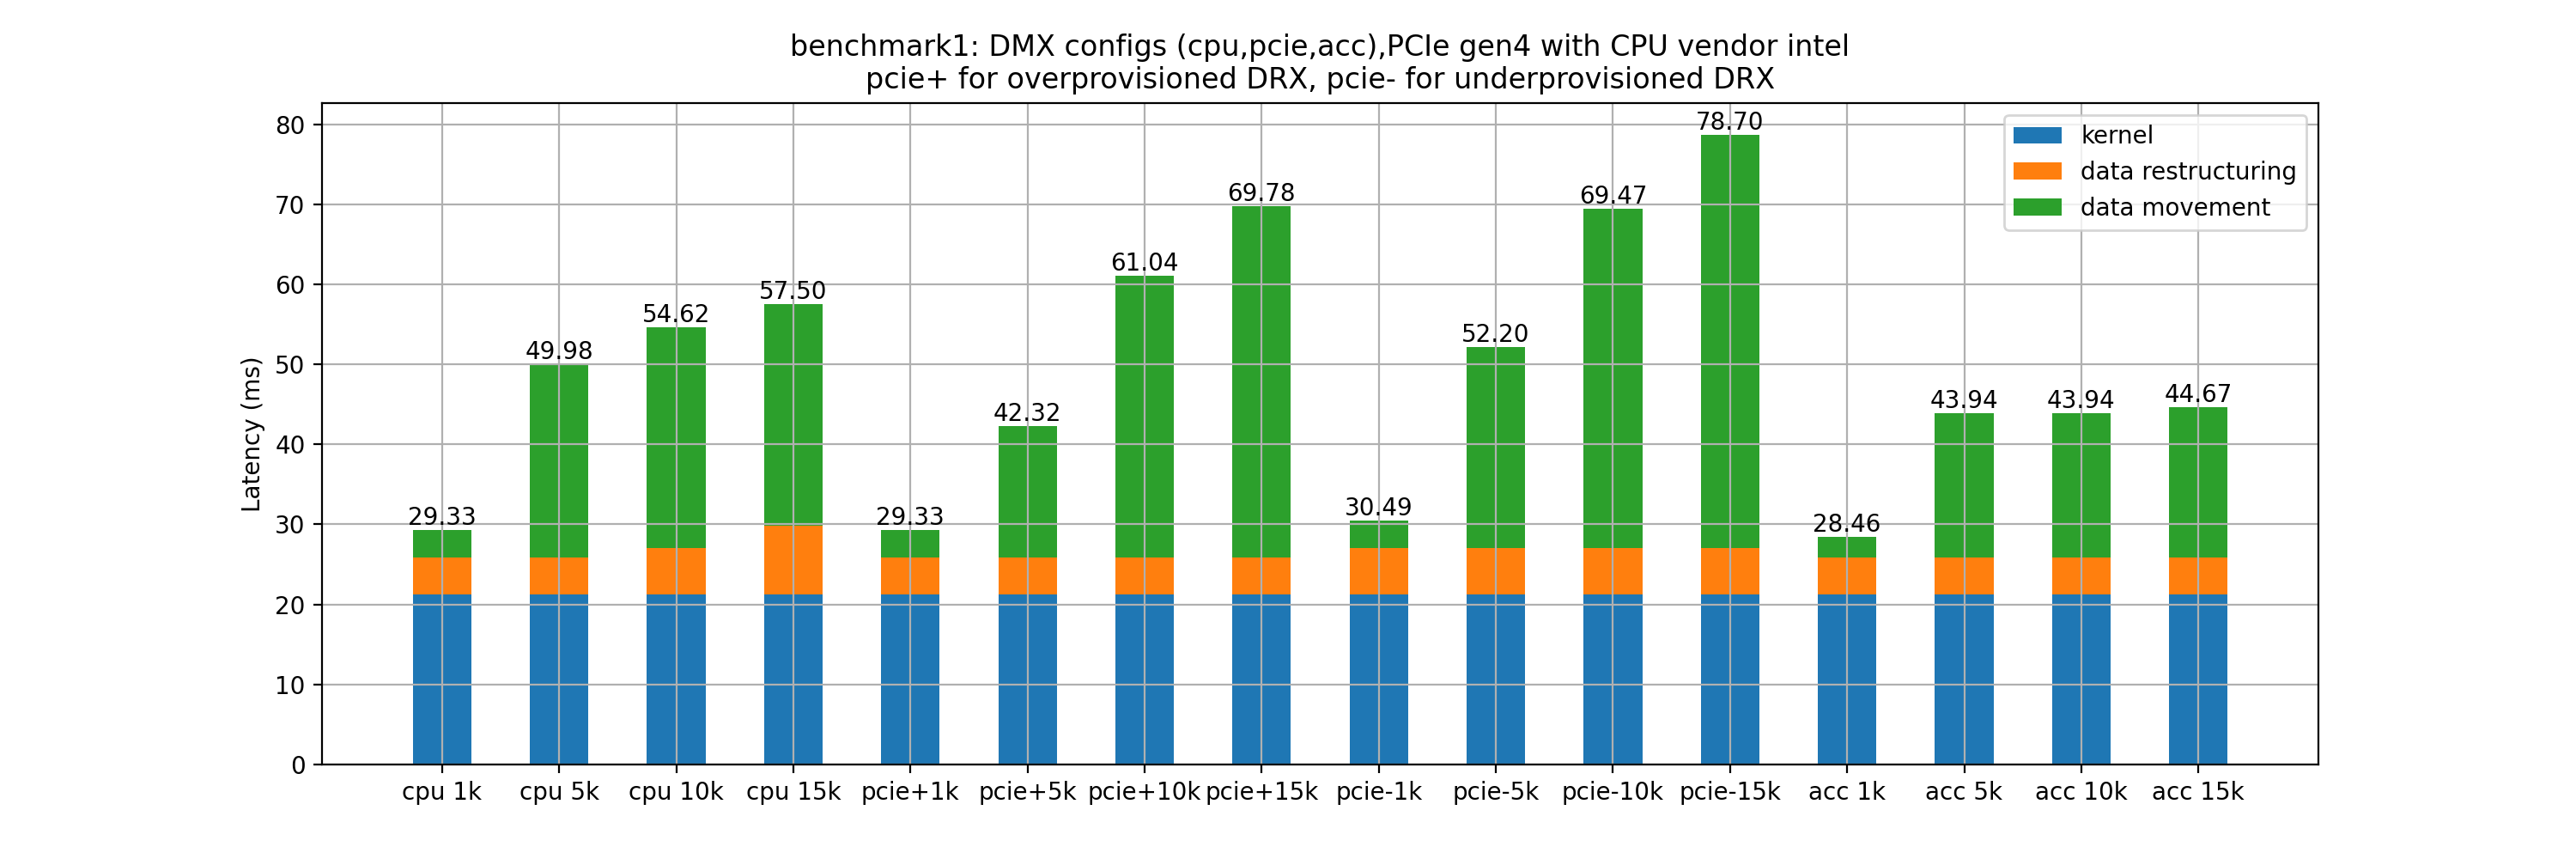 benchmark1: DMX configs (cpu,pcie,acc),PCIe gen4 with CPU vendor intel
pcie+ for overprovisioned DRX, pcie- for underprovisioned DRX
kernel
data restructuring
data movement
Latency (ms)
80
70
60
50
40
30
20
10
0
29.33
49.98
54.62
57.50
29.33
42.32
61.04
69.78
30.49
52.20
69.47
78.70
28.46
43.94
43.94
44.67
cpu 1k
cpu 5k
cpu 10k
cpu 15k
pcie+1k
pcie+5k
pcie+10k
pcie+15k
pcie-1k
pcie-5k
pcie-10k
pcie-15k
acc 1k
acc 5k
acc 10k
acc 15k